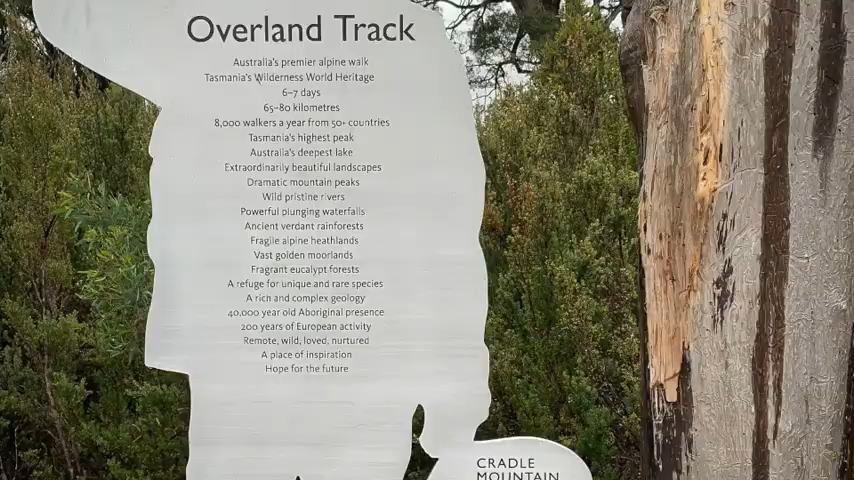 Overland Track
Australia's premier alpine walk
Tasmania's Wilderness World Heritage
6–7 days
65–80 kilometres
8,000 walkers a year from 50+ countries
Tasmania's highest peak
Australia's deepest lake
Extraordinarily beautiful landscapes
Dramatic mountain peaks
Wild pristine rivers
Powerful plunging waterfalls
Ancient verdant rainforests
Fragile alpine heathlands
Vast golden moorlands
Fragrant eucalypt forests
A refuge for unique and rare species
A rich and complex geology
40,000 year old Aboriginal presence
200 years of European activity
Remote, wild, loved, nurtured
A place of inspiration
Hope for the future
CRADLE
MOUNTAIN